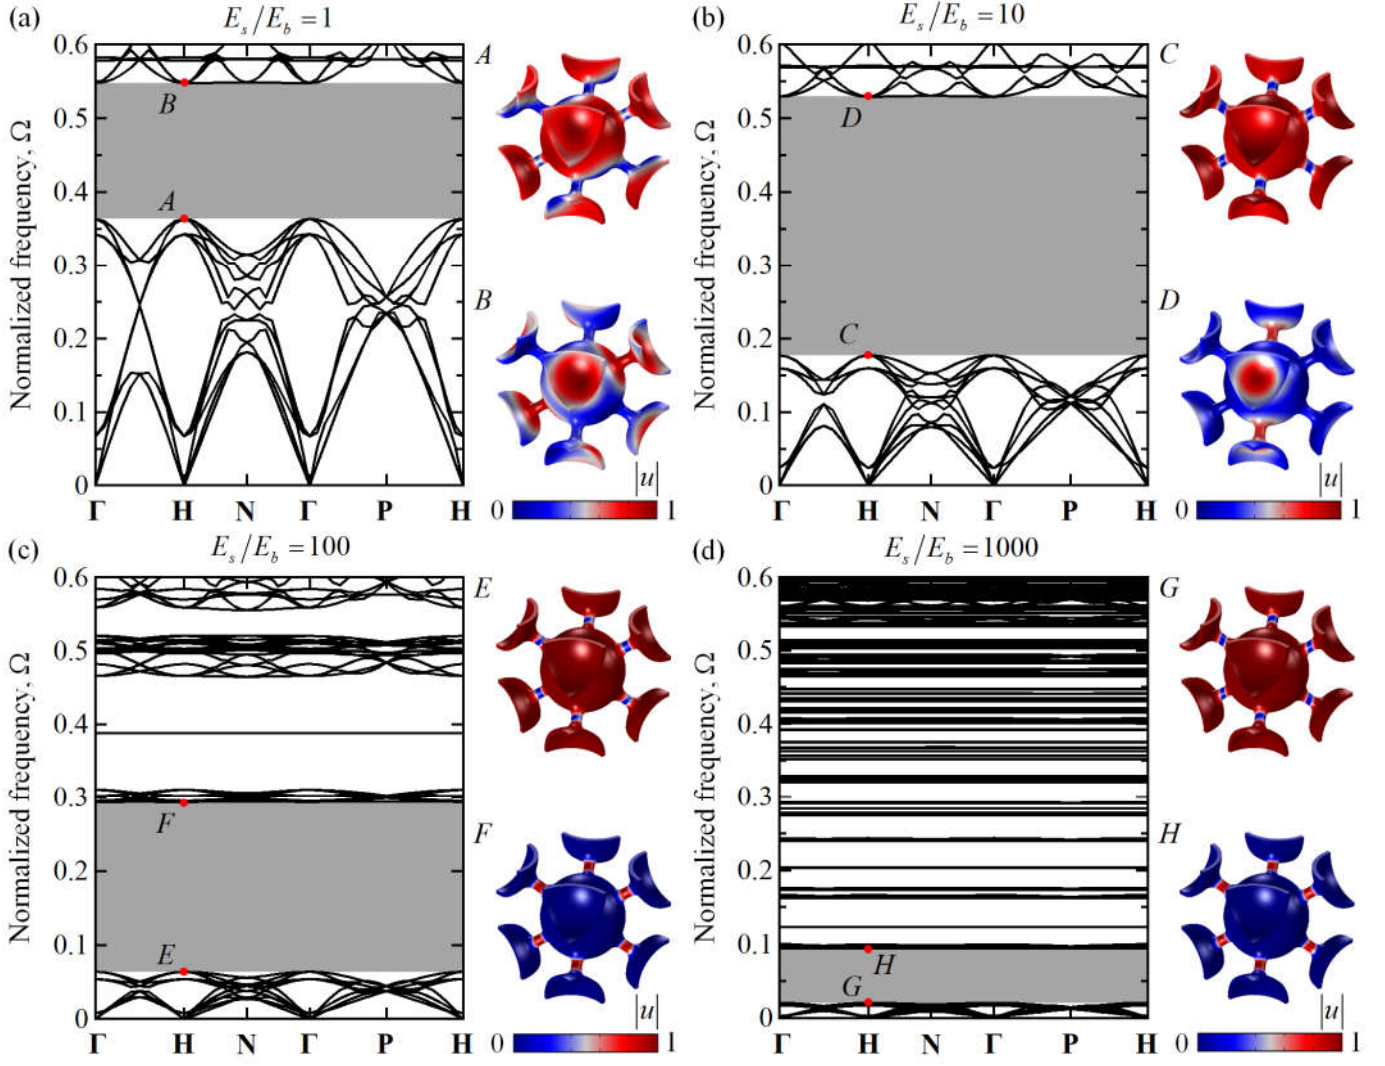 (a)
E_s/E_b = 1
Normalized frequency, Ω
0.6
0.5
0.4
0.3
0.2
0.1
0
B
A
Γ H N Γ P H
A
B
|u|
0 1
(b)
E_s/E_b = 10
Normalized frequency, Ω
0.6
0.5
0.4
0.3
0.2
0.1
0
D
C
Γ H N Γ P H
C
D
|u|
0 1
(c)
E_s/E_b = 100
Normalized frequency, Ω
0.6
0.5
0.4
0.3
0.2
0.1
0
F
E
Γ H N Γ P H
E
F
|u|
0 1
(d)
E_s/E_b = 1000
Normalized frequency, Ω
0.6
0.5
0.4
0.3
0.2
0.1
0
H
G
Γ H N Γ P H
G
H
|u|
0 1